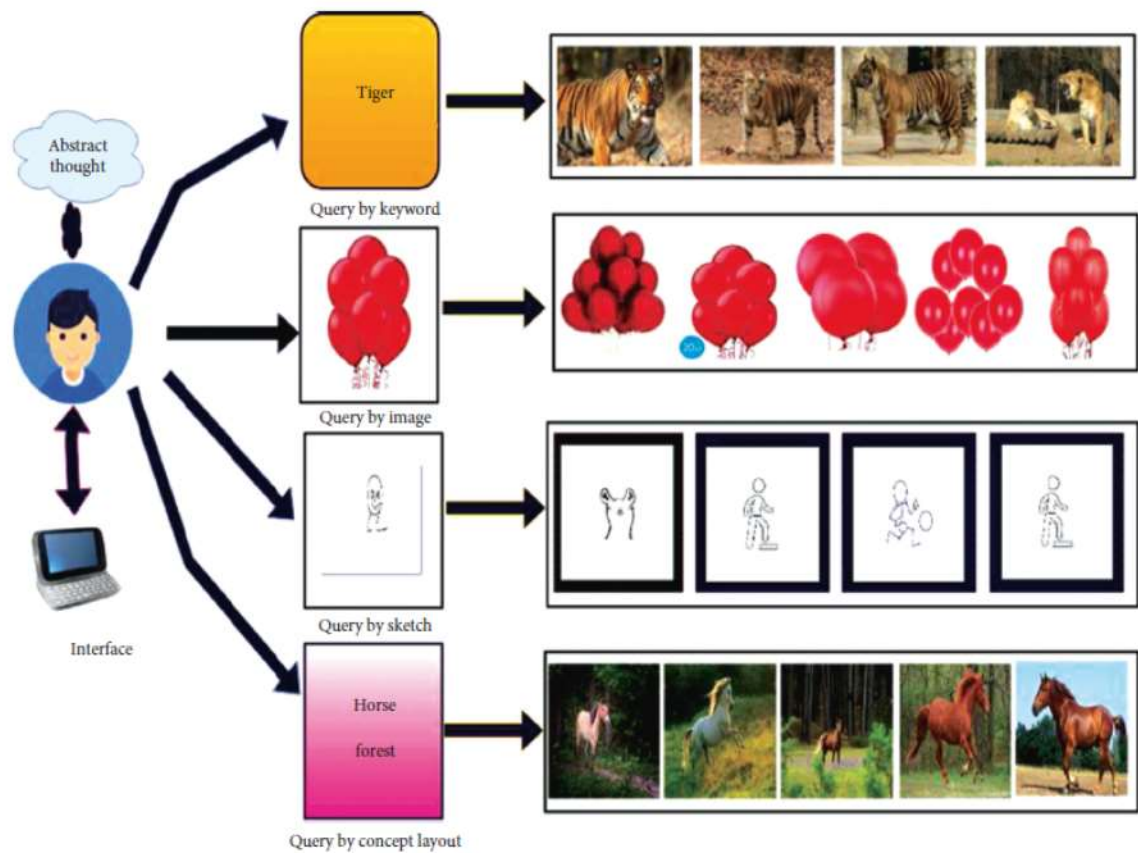 Abstract
thought
Interface
Tiger
Query by keyword
Query by image
Query by sketch
Horse
forest
Query by concept layout